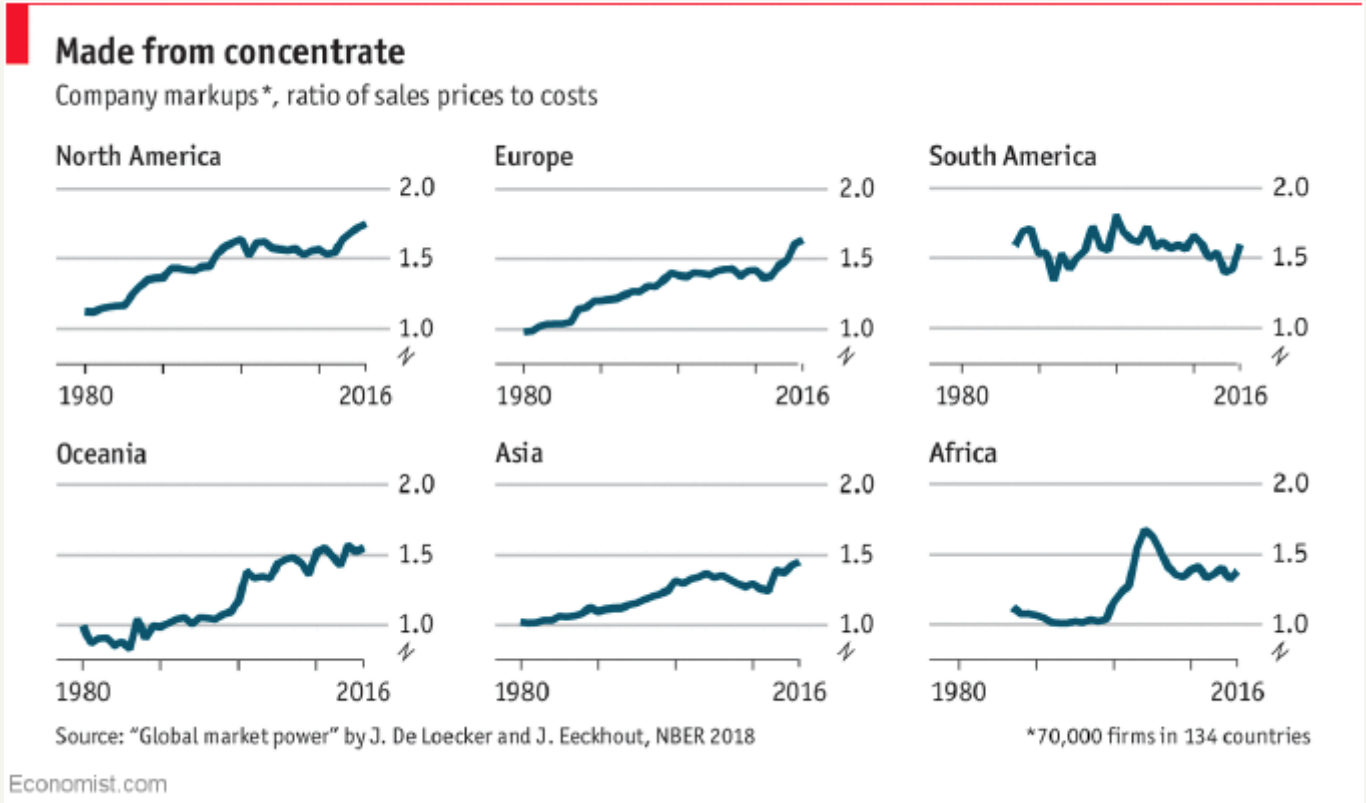 Made from concentrate
Company markups*, ratio of sales prices to costs
North America
2.0
1.5
1.0
1980 2016
Europe
2.0
1.5
1.0
1980 2016
South America
2.0
1.5
1.0
1980 2016
Oceania
2.0
1.5
1.0
1980 2016
Asia
2.0
1.5
1.0
1980 2016
Africa
2.0
1.5
1.0
1980 2016
Source: “Global market power” by J. De Loecker and J. Eeckhout, NBER 2018
*70,000 firms in 134 countries
Economist.com